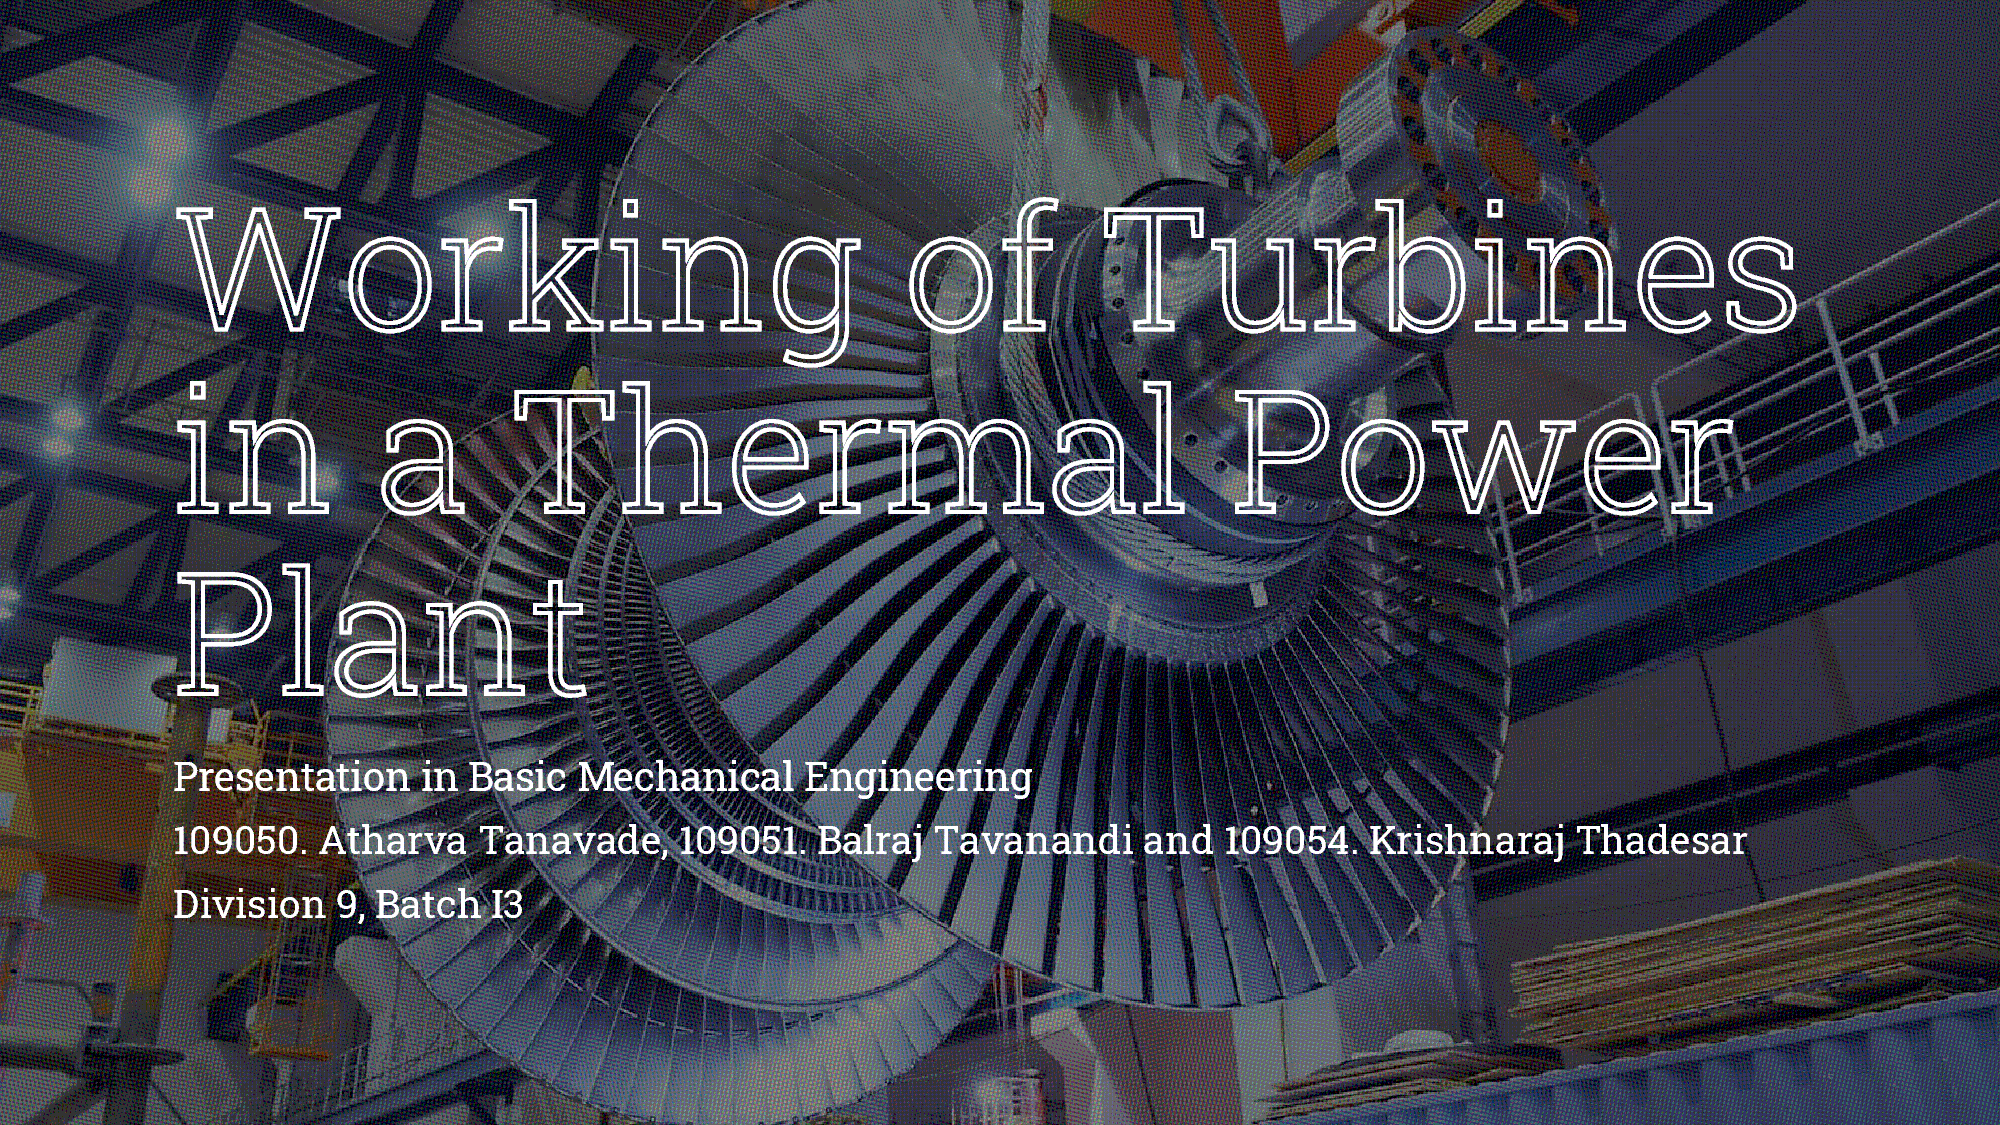 Working of Turbines
in a Thermal Power
Plant
Presentation in Basic Mechanical Engineering
109050. Atharva Tanavade, 109051. Balraj Tavanandi and 109054. Krishnaraj Thadesar
Division 9, Batch I3